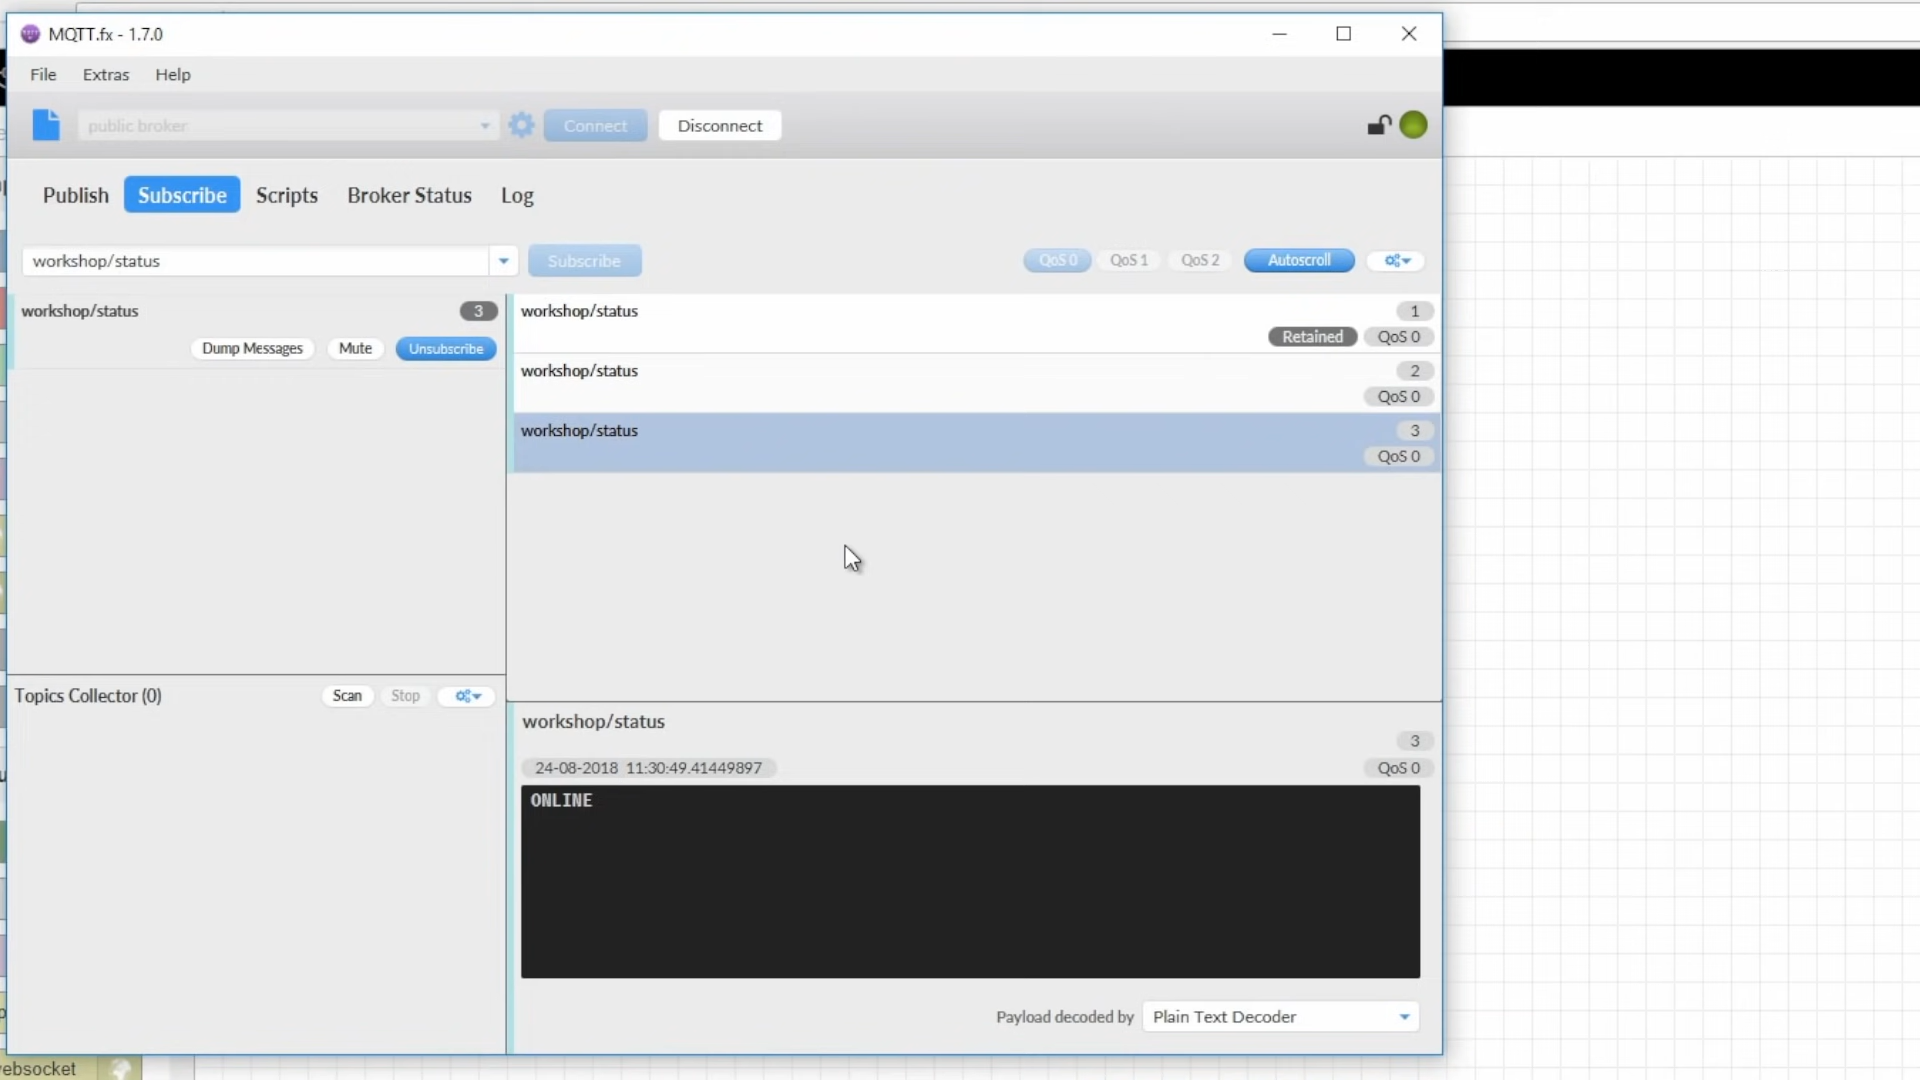 MQTT.fx - 1.7.0
File Extras Help
public broker Connect Disconnect
Publish Subscribe Scripts Broker Status Log
workshop/status Subscribe QoS 0 QoS 1 QoS 2 Autoscroll
workshop/status 3
Dump Messages Mute Unsubscribe
workshop/status 1
Retained QoS 0
workshop/status 2
QoS 0
workshop/status 3
QoS 0
Topics Collector (0) Scan Stop
workshop/status
3
24-08-2018 11:30:49.41449897 QoS 0
ONLINE
Payload decoded by Plain Text Decoder
ebsocket